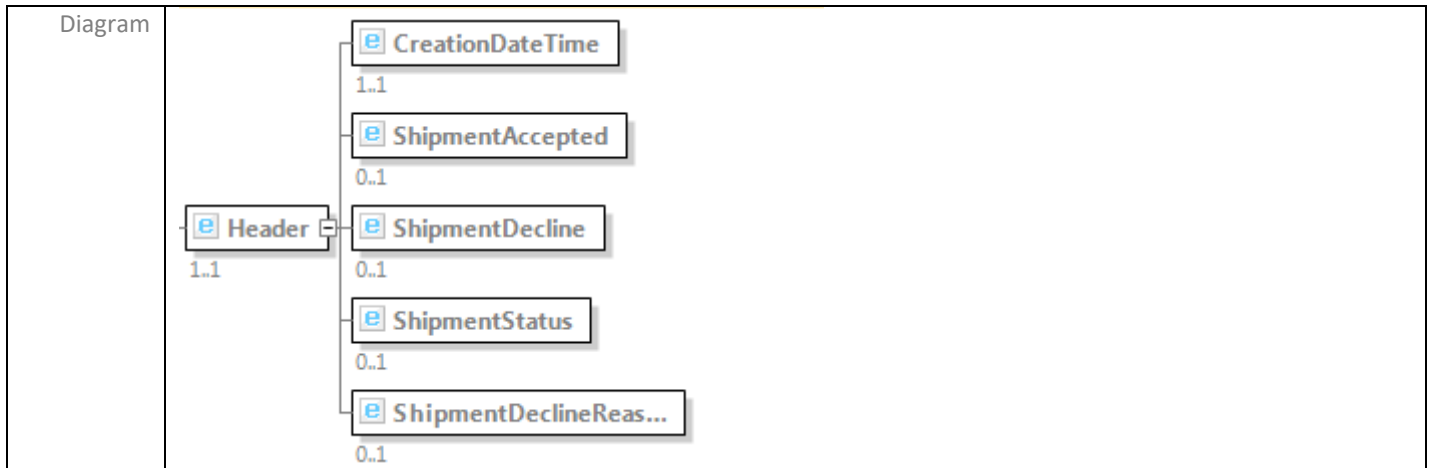 Diagram
e CreationDateTime
1..1
e ShipmentAccepted
0..1
e Header
1..1
e ShipmentDecline
0..1
e ShipmentStatus
0..1
e ShipmentDeclineReas...
0..1